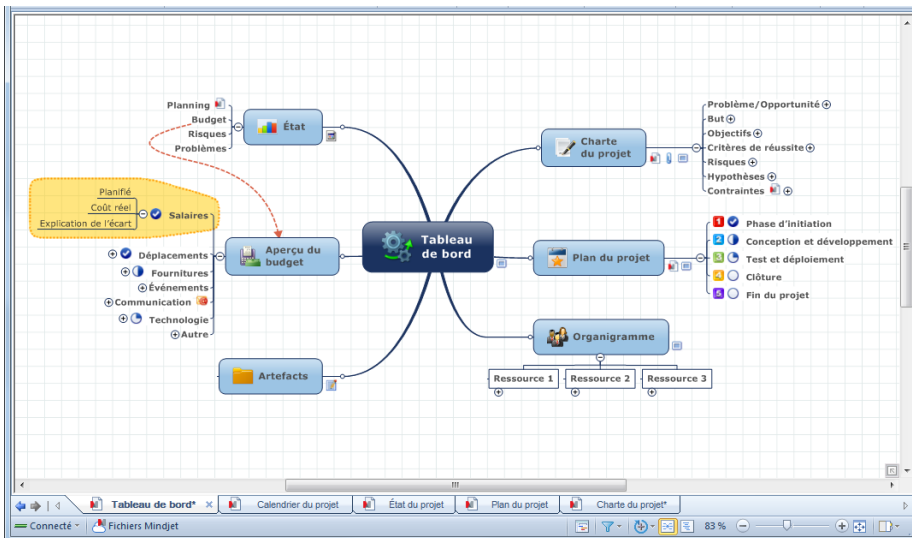 Planning
Budget
Risques
Problèmes
État
Planifié
Coût réel
Explication de l'écart
Salaires
Déplacements
Fournitures
Événements
Communication
Technologie
Autre
Aperçu du
budget
Artefacts
Tableau
de bord
Charte
du projet
Problème/Opportunité
But
Objectifs
Critères de réussite
Risques
Hypothèses
Contraintes
Plan du projet
1 Phase d'initiation
2 Conception et développement
3 Test et déploiement
4 Clôture
5 Fin du projet
Organigramme
Ressource 1 Ressource 2 Ressource 3
Tableau de bord* × Calendrier du projet État du projet Plan du projet Charte du projet*
Connecté Fichiers Mindjet 83 %